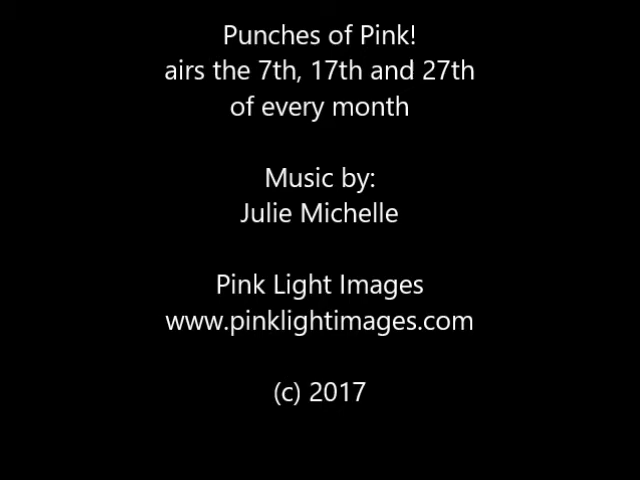 Punches of Pink!
airs the 7th, 17th and 27th
of every month
Music by:
Julie Michelle
Pink Light Images
www.pinklightimages.com
(c) 2017